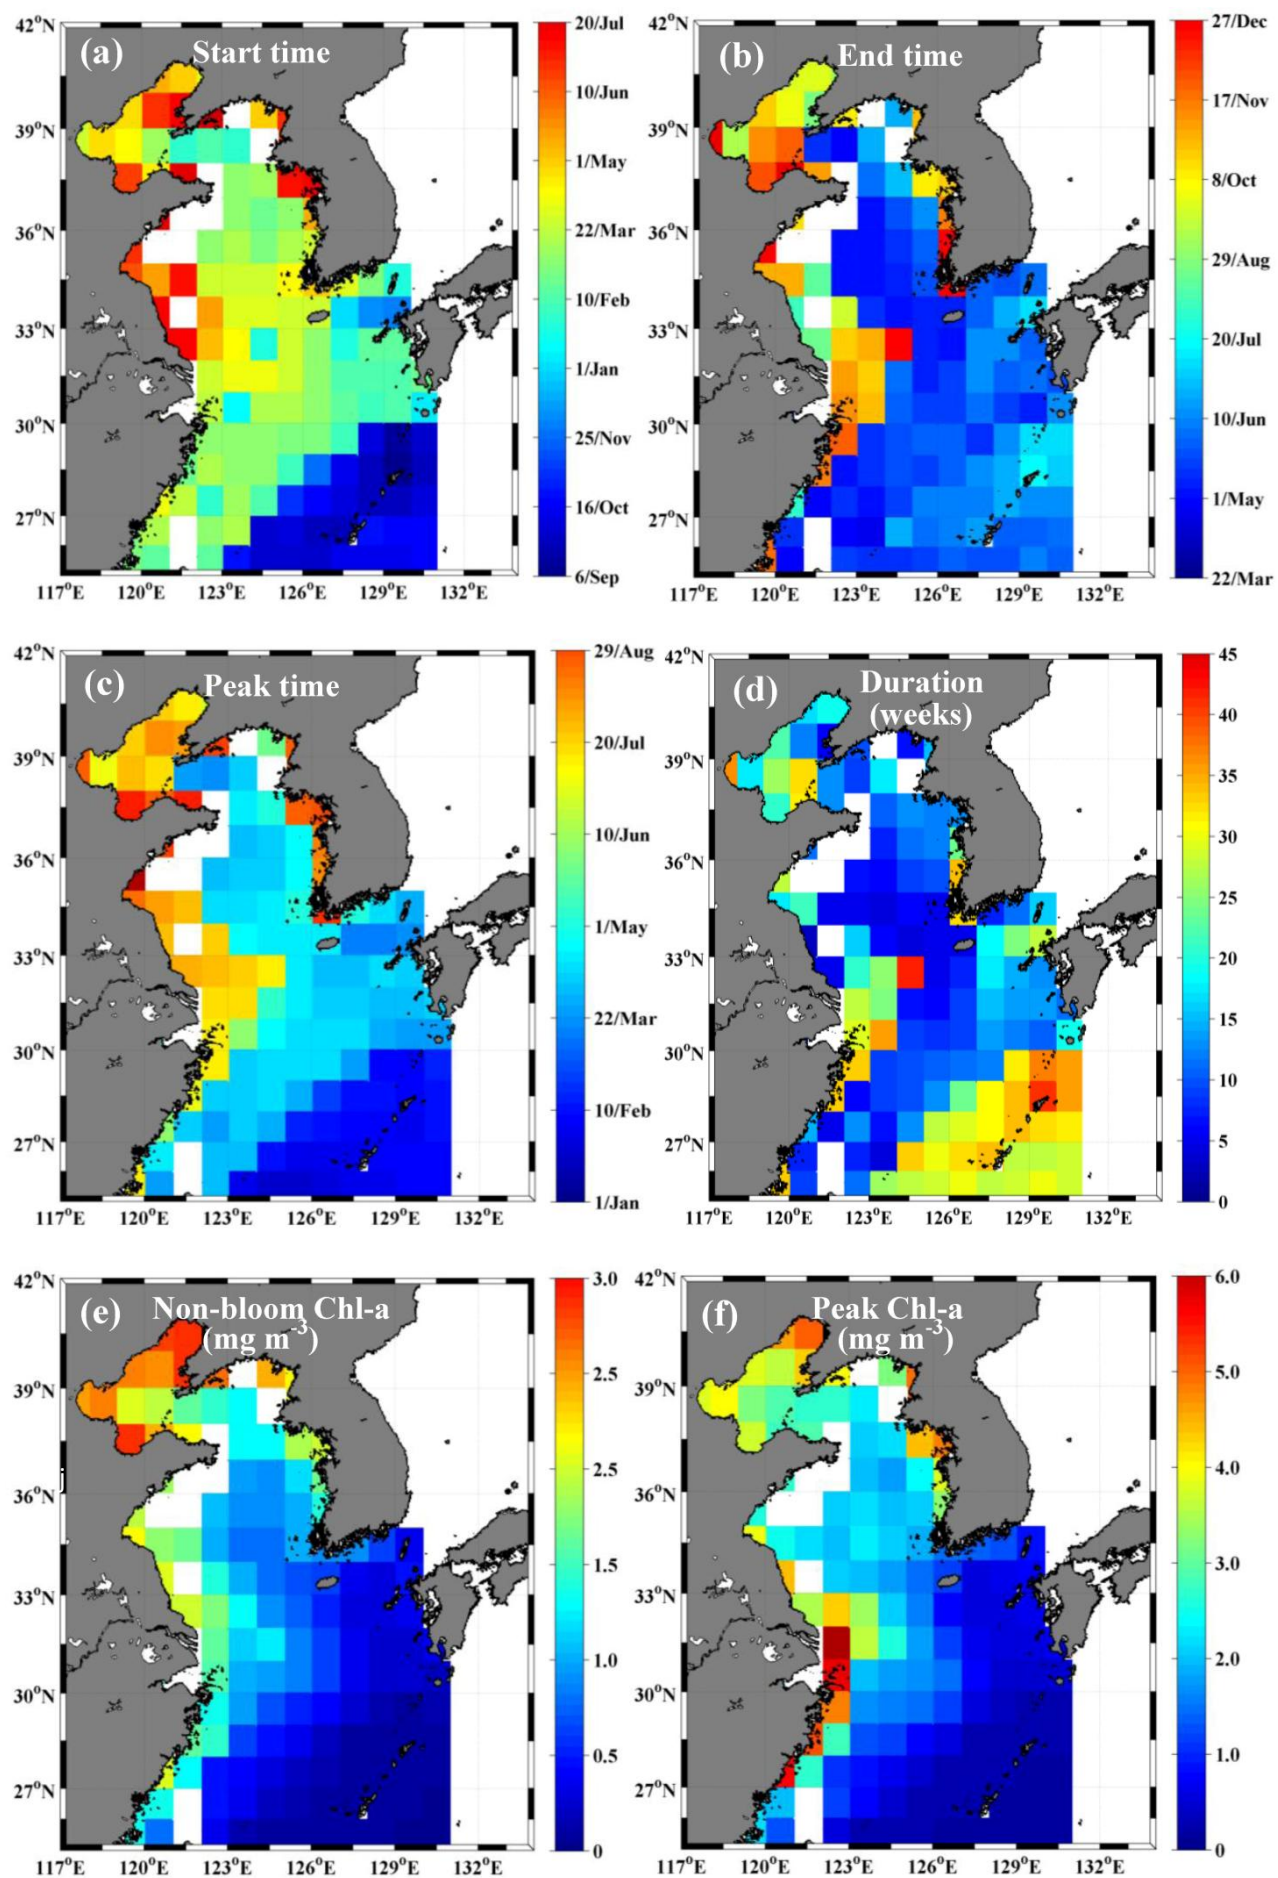 (a) Start time
42°N
39°N
36°N
33°N
30°N
27°N
117°E 120°E 123°E 126°E 129°E 132°E
20/Jul
10/Jun
1/May
22/Mar
10/Feb
1/Jan
25/Nov
16/Oct
6/Sep
(b) End time
42°N
39°N
36°N
33°N
30°N
27°N
117°E 120°E 123°E 126°E 129°E 132°E
27/Dec
17/Nov
8/Oct
29/Aug
20/Jul
10/Jun
1/May
22/Mar
(c) Peak time
42°N
39°N
36°N
33°N
30°N
27°N
117°E 120°E 123°E 126°E 129°E 132°E
29/Aug
20/Jul
10/Jun
1/May
22/Mar
10/Feb
1/Jan
(d) Duration
(weeks)
42°N
39°N
36°N
33°N
30°N
27°N
117°E 120°E 123°E 126°E 129°E 132°E
45
40
35
30
25
20
15
10
5
0
(e) Non-bloom Chl-a
(mg m-3)
42°N
39°N
36°N
33°N
30°N
27°N
117°E 120°E 123°E 126°E 129°E 132°E
3.0
2.5
2.5
1.5
1.0
0.5
0
(f) Peak Chl-a
(mg m-3)
42°N
39°N
36°N
33°N
30°N
27°N
117°E 120°E 123°E 126°E 129°E 132°E
6.0
5.0
4.0
3.0
2.0
1.0
0